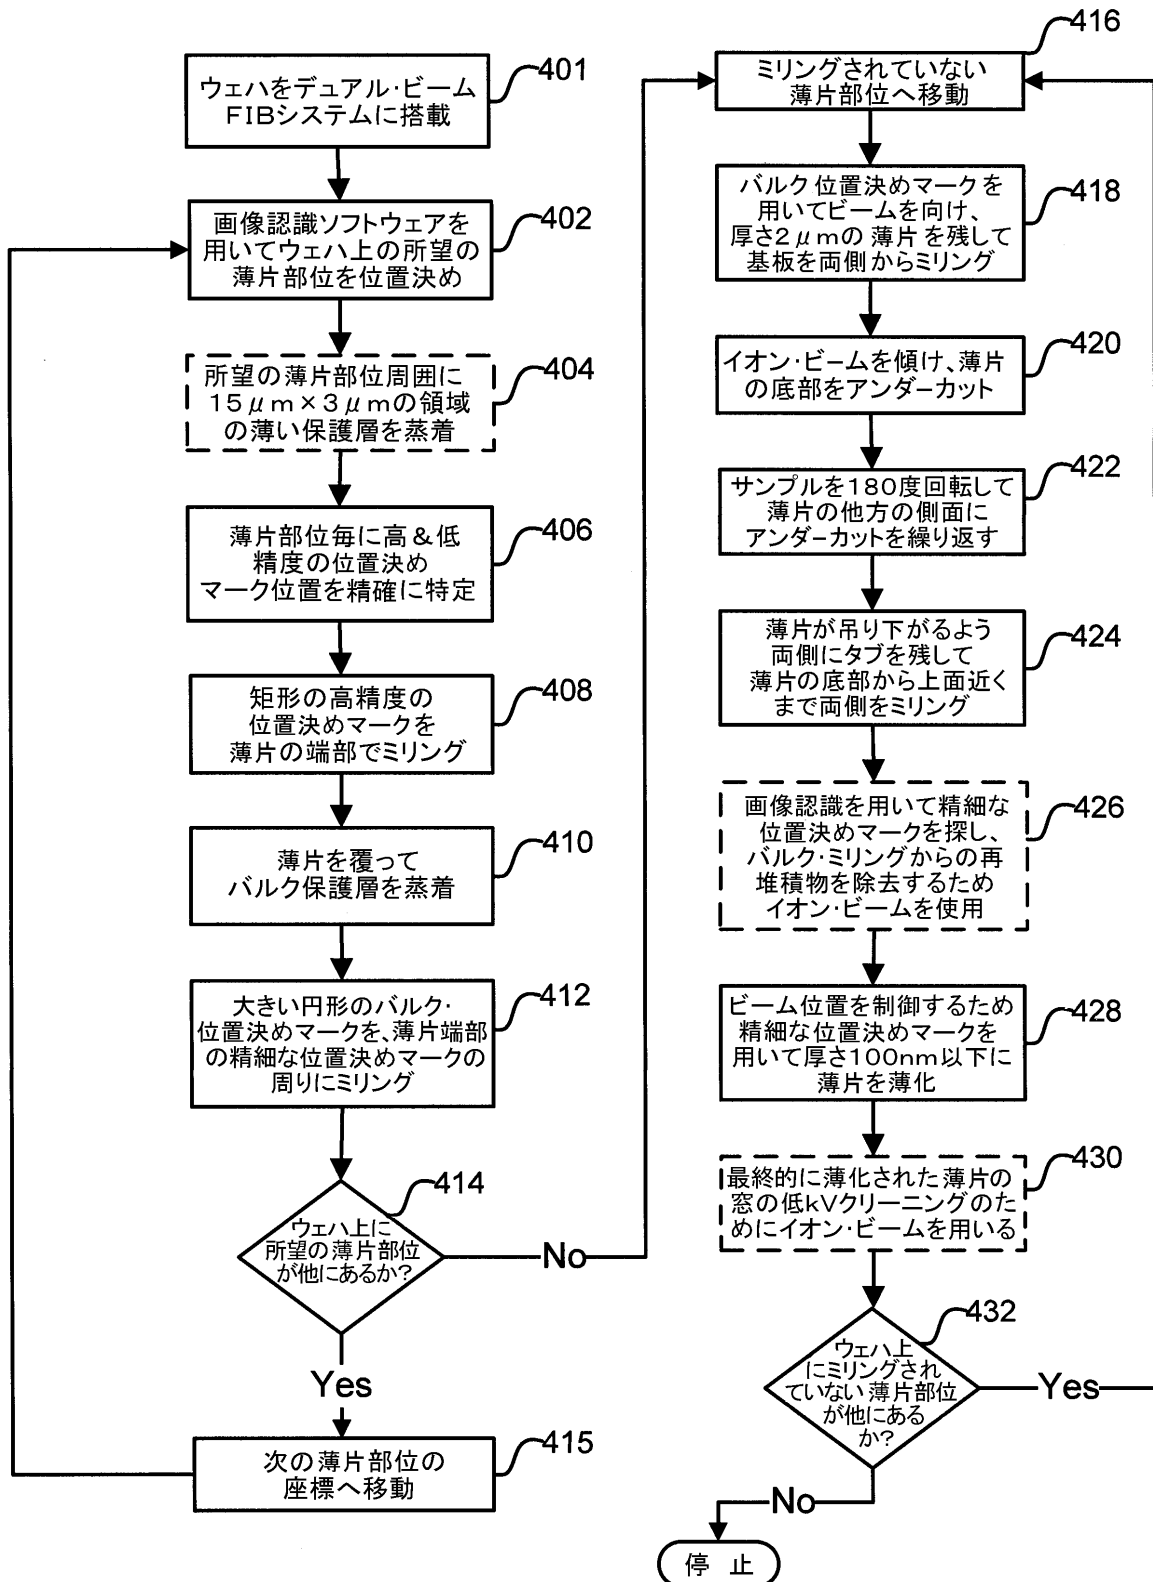 401
ウェハをデュアル・ビーム
FIBシステムに搭載
402
画像認識ソフトウェアを
用いてウェハ上の所望の
薄片部位を位置決め
404
所望の薄片部位周囲に
15μm×3μmの領域
の薄い保護層を蒸着
406
薄片部位毎に高&低
精度の位置決め
マーク位置を精確に特定
408
矩形の高精度の
位置決めマークを
薄片の端部でミリング
410
薄片を覆って
バルク保護層を蒸着
412
大きい円形のバルク・
位置決めマークを、薄片端部
の精細な位置決めマークの
周りにミリング
414
ウェハ上に
所望の薄片部位
が他にあるか?
No
Yes
415
次の薄片部位の
座標へ移動
416
ミリングされていない
薄片部位へ移動
418
バルク位置決めマークを
用いてビームを向け、
厚さ2μmの薄片を残して
基板を両側からミリング
420
イオン・ビームを傾け、薄片
の底部をアンダーカット
422
サンプルを180度回転して
薄片の他方の側面に
アンダーカットを繰り返す
424
薄片が吊り下がるよう
両側にタブを残して
薄片の底部から上面近く
まで両側をミリング
426
画像認識を用いて精細な
位置決めマークを探し、
バルク・ミリングからの再
堆積物を除去するため
イオン・ビームを使用
428
ビーム位置を制御するため
精細な位置決めマークを
用いて厚さ100nm以下に
薄片を薄化
430
最終的に薄化された薄片の
窓の低kVクリーニングのた
めにイオン・ビームを用いる
432
ウェハ上
にミリングされ
ていない薄片部位
が他にある
か?
Yes
No
停止